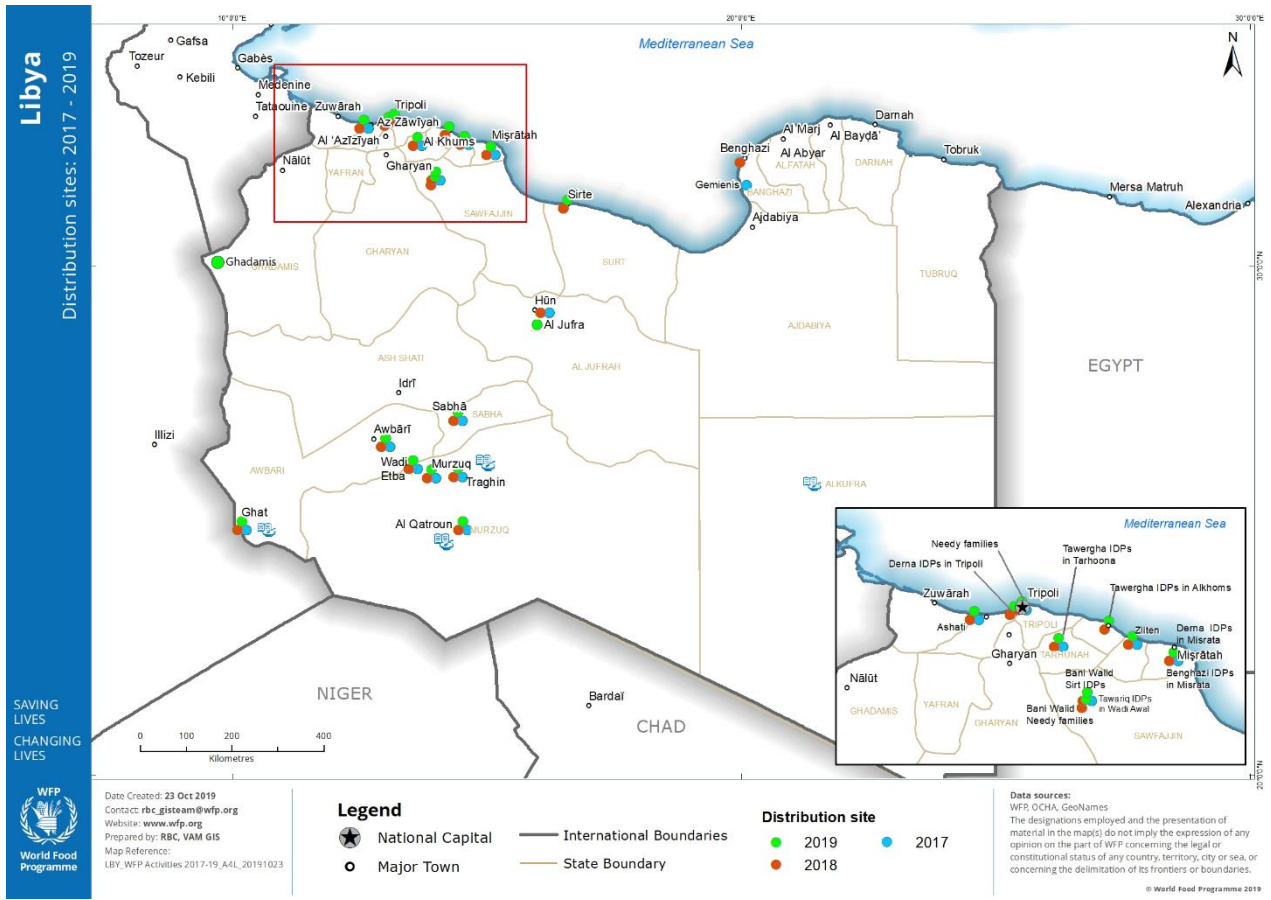 Libya
Distribution sites: 2017 - 2019
SAVING
LIVES
CHANGING
LIVES
WFP
World Food
Programme
10°0'0"E
20°0'0"E
30°0'0"E
30°0'0"N
20°0'0"N
N
Mediterranean Sea
Gafsa
Tozeur
Kebili
Gabès
Medenine
Tataouine
Zuwārah
Tripoli
Az Zāwīyah
Al 'Azīzīyah
Al Khums
Mişrātah
Nālūt
YAFRAN
Gharyan
SAWFAJJIN
Sirte
Benghazi
Al Marj
Al Abyar
Al Bayḑā'
Darnah
ALFATAH
DARNAH
Tobruk
Gemienis
BANGHAZI
Ajdabiya
Mersa Matruh
Alexandria
Ghadamis
GHADAMIS
GHARYAN
SURT
TUBRUQ
Hūn
Al Jufra
AJDABIYA
ASH SHATI
AL JUFRAH
EGYPT
Idrī
Sabhā
SABHA
Illizi
Awbārī
Wadi
Etba
Murzuq
Traghin
AWBARI
ALKUFRA
Ghat
Al Qatroun
MURZUQ
NIGER
Bardaï
CHAD
0 100 200 400
Kilometres
Mediterranean Sea
Needy families
Derna IDPs in Tripoli
Tawergha IDPs
in Tarhoona
Zuwārah
Tripoli
Tawergha IDPs in Alkhoms
Ashati
TRIPOLI
Zliten
Derna IDPs
in Misrata
Gharyan
TARHUNAH
Mişrātah
Bani Walid
Sirt IDPs
Benghazi IDPs
in Misrata
Nālūt
Tawariq IDPs
in Wadi Awal
GHADAMIS
YAFRAN
GHARYAN
Bani Walid
Needy families
SAWFAJJIN
Date Created: 23 Oct 2019
Contact: rbc_gisteam@wfp.org
Website: www.wfp.org
Prepared by: RBC, VAM GIS
Map Reference:
LBY_WFP Activities 2017-19_A4L_20191023
Legend
National Capital
Major Town
International Boundaries
State Boundary
Distribution site
2019
2018
2017
Data sources:
WFP, OCHA, GeoNames
The designations employed and the presentation of
material in the map(s) do not imply the expression of any
opinion on the part of WFP concerning the legal or
constitutional status of any country, territory, city or sea, or
concerning the delimitation of its frontiers or boundaries.
© World Food Programme 2019